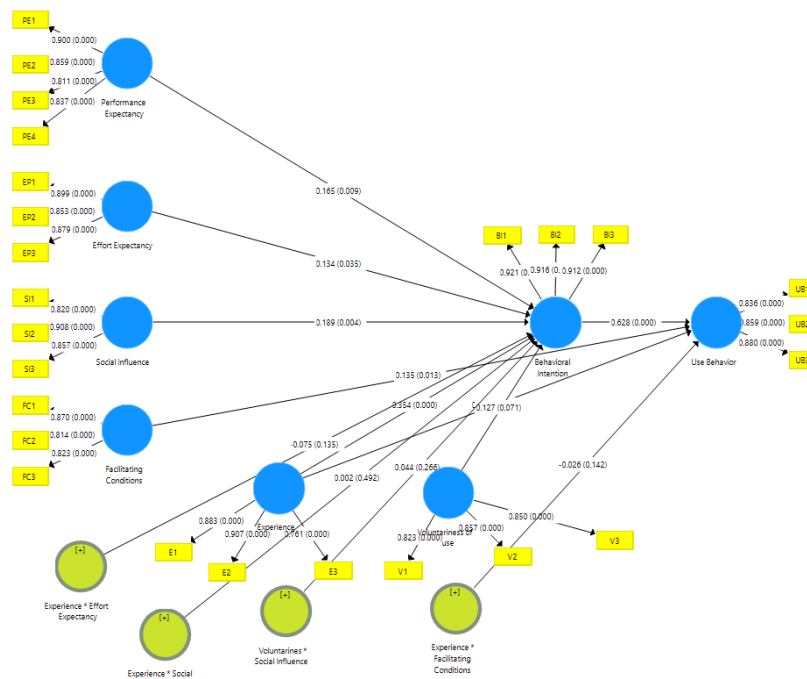 PE1
0.900 (0.000)
PE2
0.859 (0.000)
0.811 (0.000)
PE3
0.837 (0.000)
PE4
Performance
Expectancy
0.165 (0.009)
EP1
0.899 (0.000)
EP2
0.853 (0.000)
0.879 (0.000)
EP3
Effort Expectancy
0.134 (0.035)
BI1
BI2
BI3
0.921 (0.
0.916 (0.
0.912 (0.000)
SI1
0.820 (0.000)
SI2
0.908 (0.000)
0.857 (0.000)
SI3
Social Influence
0.189 (0.004)
Behavioral
Intention
0.628 (0.000)
Use Behavior
UB1
0.836 (0.000)
0.859 (0.000)
UB2
0.880 (0.000)
UB3
0.135 (0.013)
FC1
0.870 (0.000)
FC2
0.814 (0.000)
0.823 (0.000)
FC3
Facilitating
Conditions
0.354 (0.000)
0.127 (0.071)
-0.075 (0.135)
0.002 (0.492)
0.044 (0.266)
-0.026 (0.142)
Experience
0.883 (0.000)
0.907 (0.000)
0.761 (0.000)
E1
E2
E3
Voluntariness of
use
0.823 (0.000)
0.857 (0.000)
0.850 (0.000)
V1
V2
V3
[+]
Experience * Effort
Expectancy
[+]
Experience * Social
[+]
Voluntarines *
Social Influence
[+]
Experience *
Facilitating
Conditions